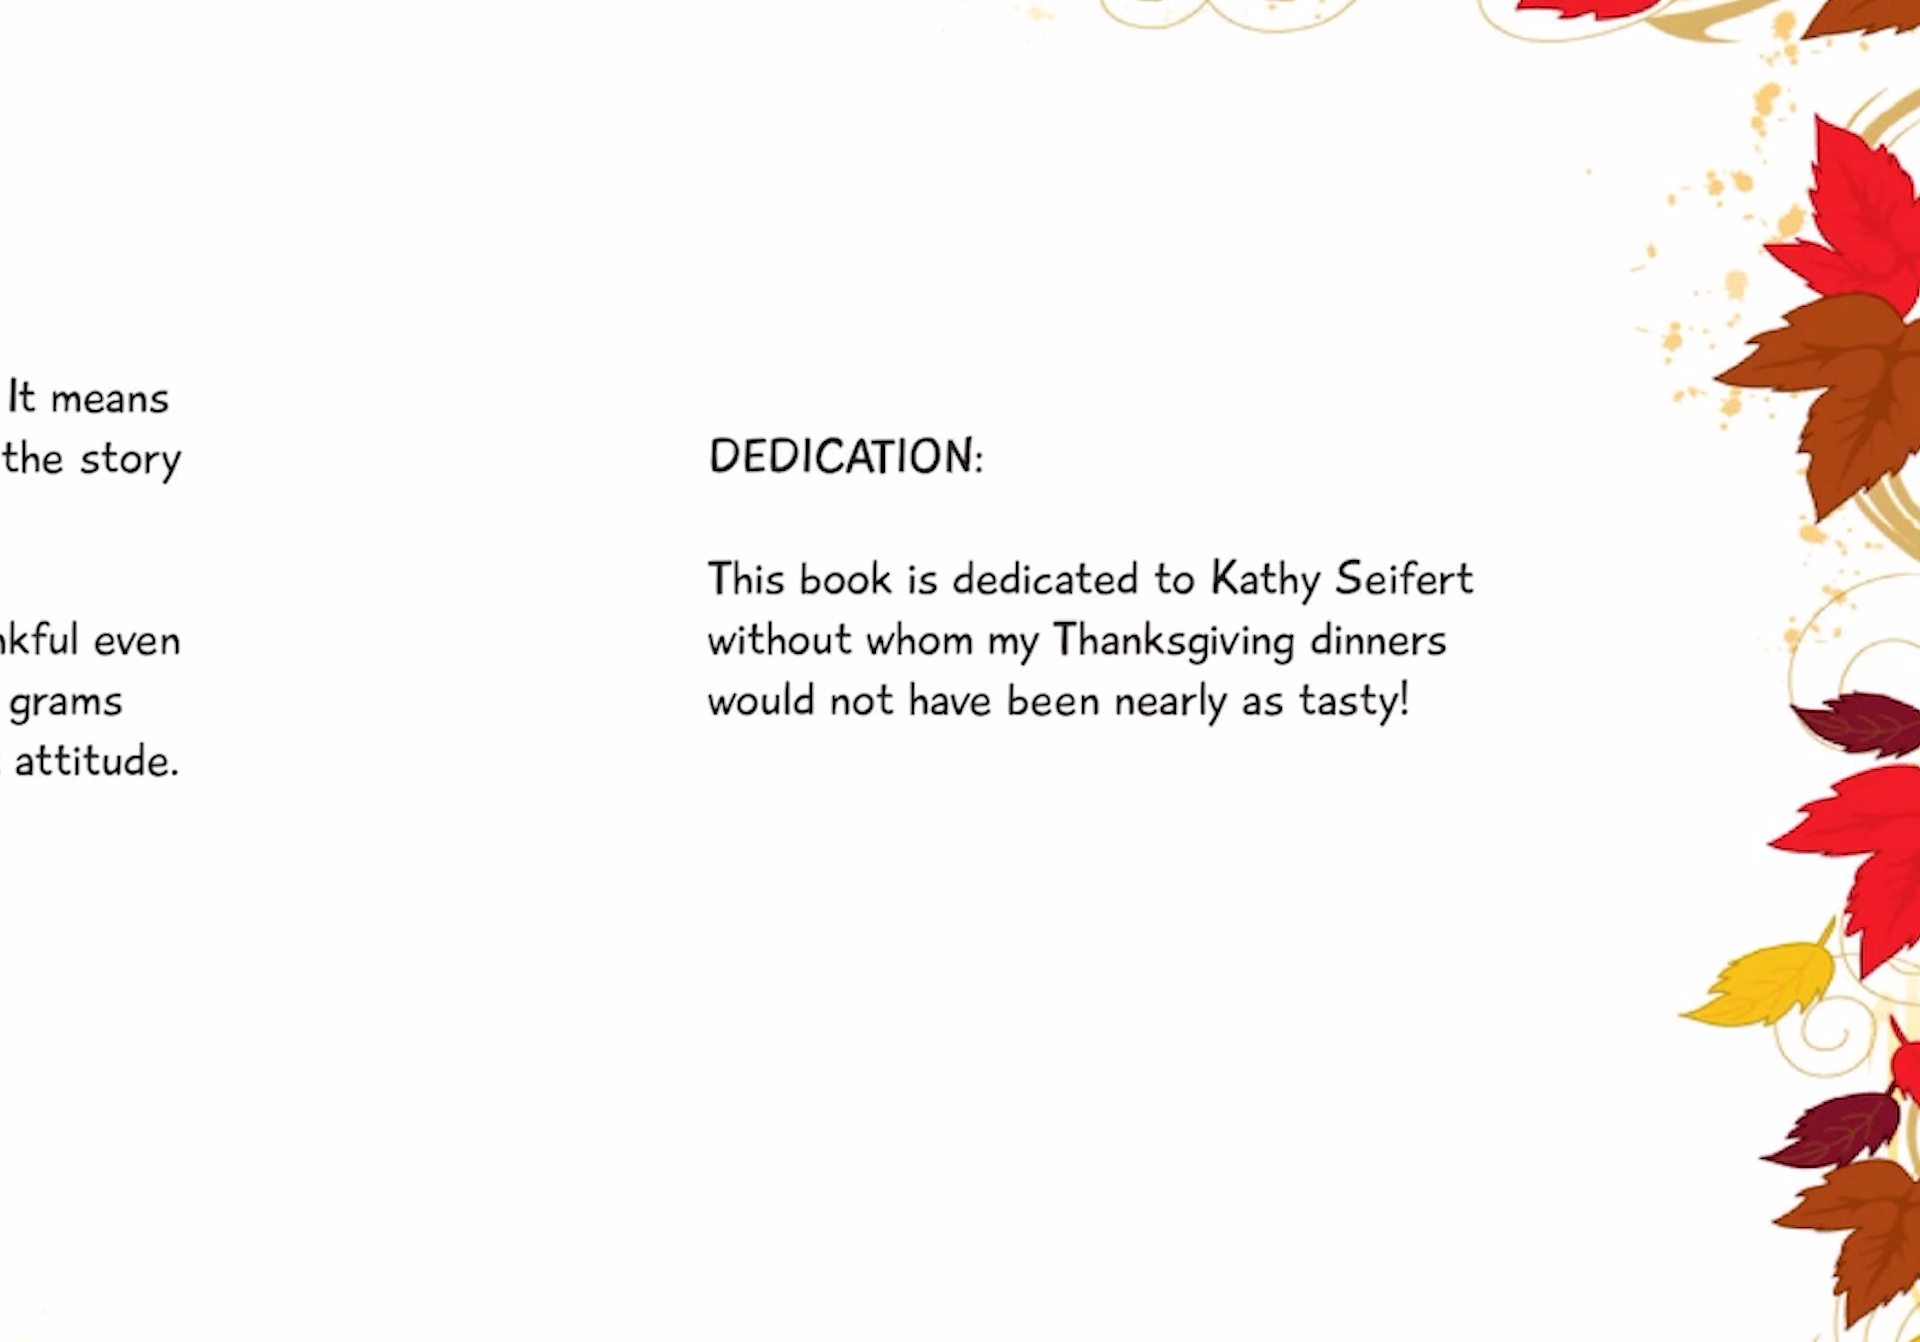 It means
the story
even
grams
attitude.
DEDICATION:
This book is dedicated to Kathy Seifert
without whom my Thanksgiving dinners
would not have been nearly as tasty!